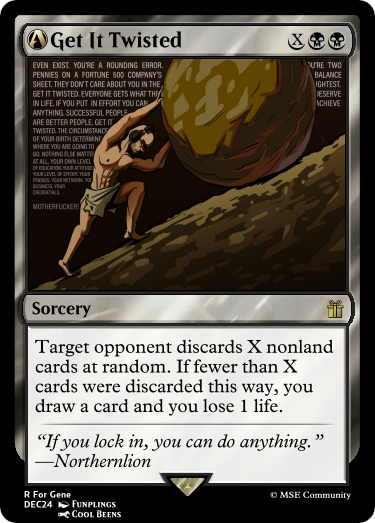 Get It Twisted
X
EVEN EXIST. YOU'RE A ROUNDING ERROR.
PENNIES ON A FORTUNE 500 COMPANY'S
SHEET. THEY DON'T CARE ABOUT YOU IN THE
GET IT TWISTED. EVERYONE GETS WHAT THEY
IN LIFE. IF YOU PUT IN EFFORT YOU CAN
ANYTHING. SUCCESSFUL PEOPLE
ARE BETTER PEOPLE. GET IT
TWISTED. THE CIRCUMSTANCE
OF YOUR BIRTH DETERMINE
WHERE YOU ARE GOING TO
GO. NOTHING ELSE MATTER
AT ALL. YOUR OWN LEVEL
OF EDUCATION. YOUR ATTITUDE
YOUR LEVEL OF EFFORT. YOUR
FRIENDS. YOUR NETWORK. YOUR
BUSINESS. YOUR
CREDENTIALS.
MOTHERFUCKER!
'RE TWO
BALANCE
GHTEST.
DESERVE
ACHIEVE
Sorcery
Target opponent discards X nonland
cards at random. If fewer than X
cards were discarded this way, you
draw a card and you lose 1 life.
“If you lock in, you can do anything.”
—Northernlion
R For Gene
DEC24 Funplings
Cool Beens
© MSE Community